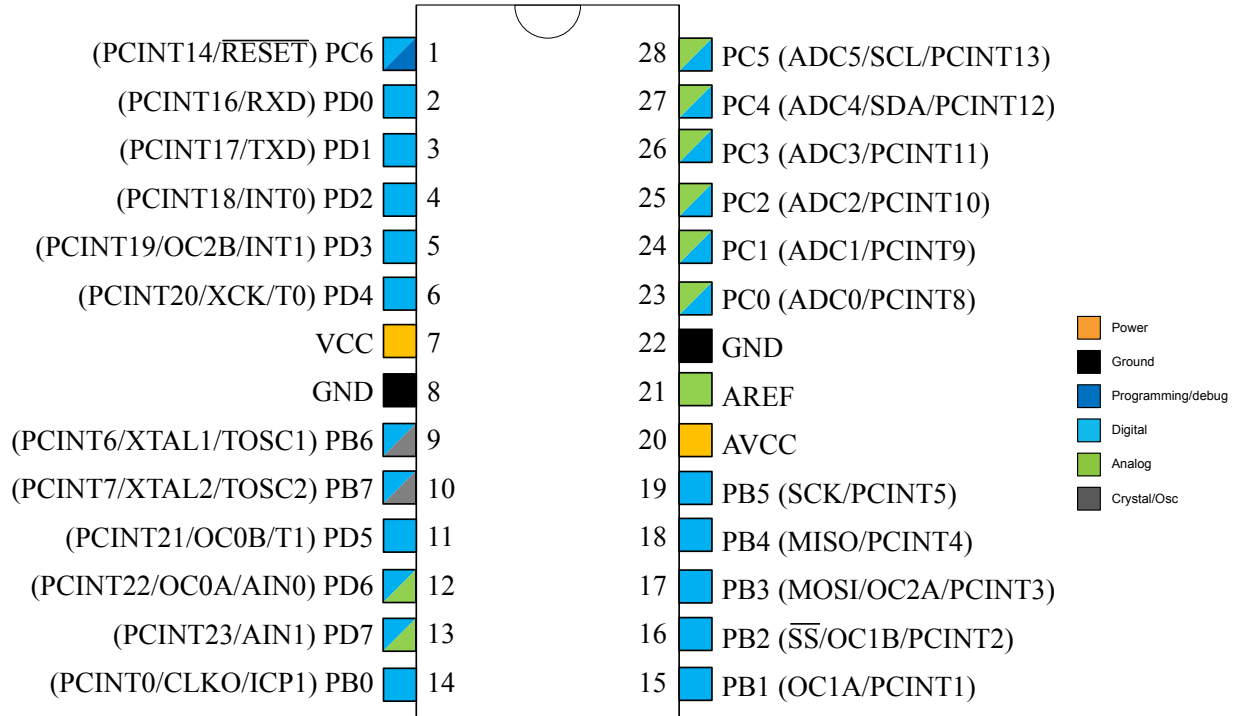 (PCINT14/RESET) PC6 1
(PCINT16/RXD) PD0 2
(PCINT17/TXD) PD1 3
(PCINT18/INT0) PD2 4
(PCINT19/OC2B/INT1) PD3 5
(PCINT20/XCK/T0) PD4 6
VCC 7
GND 8
(PCINT6/XTAL1/TOSC1) PB6 9
(PCINT7/XTAL2/TOSC2) PB7 10
(PCINT21/OC0B/T1) PD5 11
(PCINT22/OC0A/AIN0) PD6 12
(PCINT23/AIN1) PD7 13
(PCINT0/CLKO/ICP1) PB0 14
28 PC5 (ADC5/SCL/PCINT13)
27 PC4 (ADC4/SDA/PCINT12)
26 PC3 (ADC3/PCINT11)
25 PC2 (ADC2/PCINT10)
24 PC1 (ADC1/PCINT9)
23 PC0 (ADC0/PCINT8)
22 GND
21 AREF
20 AVCC
19 PB5 (SCK/PCINT5)
18 PB4 (MISO/PCINT4)
17 PB3 (MOSI/OC2A/PCINT3)
16 PB2 (SS/OC1B/PCINT2)
15 PB1 (OC1A/PCINT1)
Power
Ground
Programming/debug
Digital
Analog
Crystal/Osc